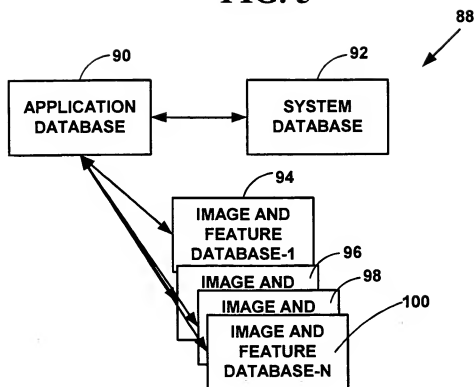 88
90
92
APPLICATION
DATABASE
SYSTEM
DATABASE
94
IMAGE AND
FEATURE
DATABASE-1
96
IMAGE AND
98
IMAGE AND
100
IMAGE AND
FEATURE
DATABASE-N